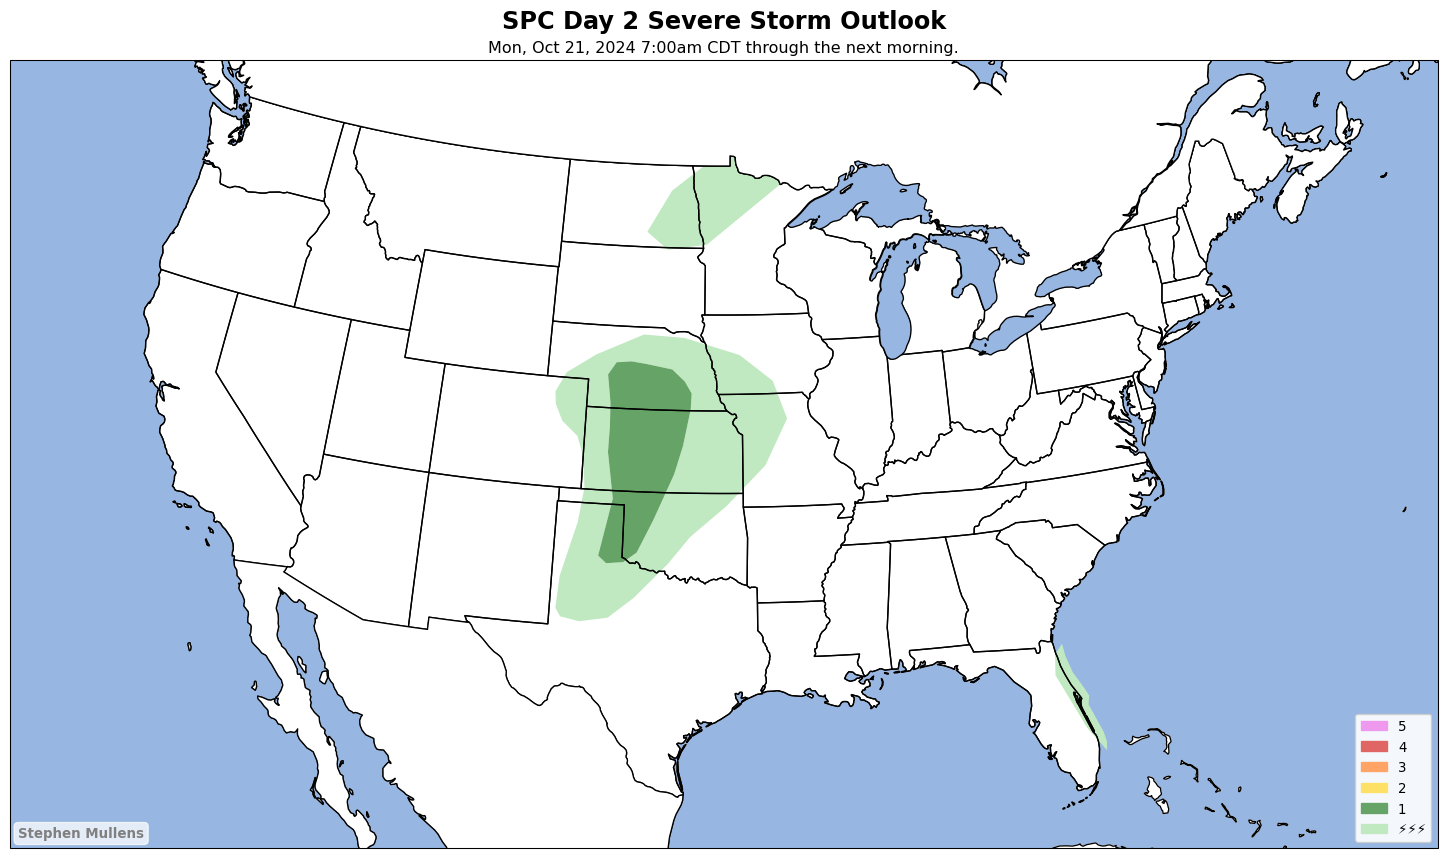 SPC Day 2 Severe Storm Outlook
Mon, Oct 21, 2024 7:00am CDT through the next morning.
5
4
3
2
1
⚡⚡⚡
Stephen Mullens